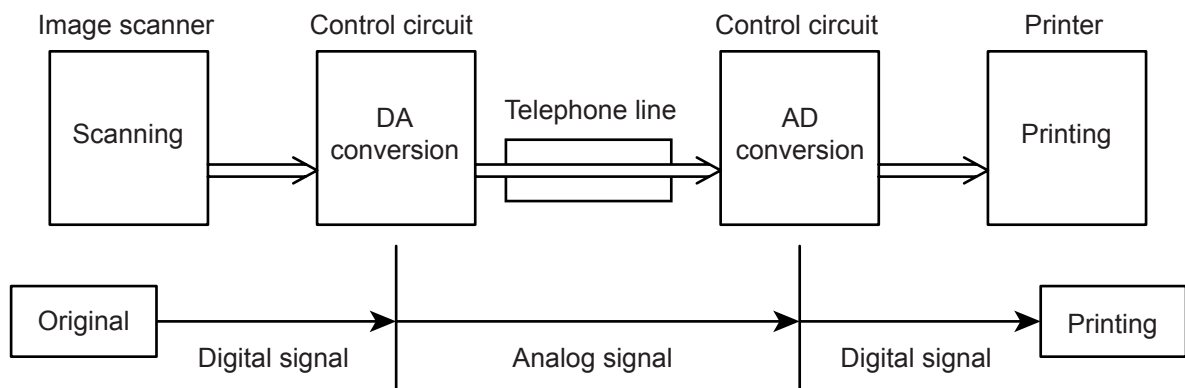 Image scanner
Control circuit
Control circuit
Printer
Scanning
DA
conversion
Telephone line
AD
conversion
Printing
Original
Digital signal
Analog signal
Digital signal
Printing